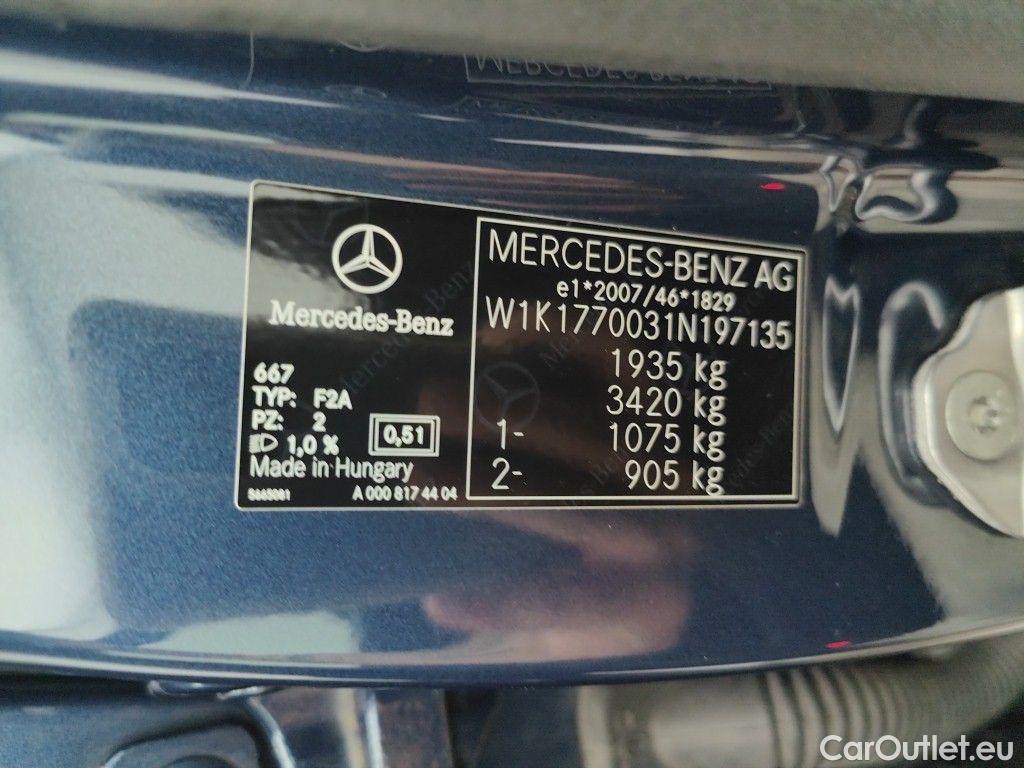 MERCEDES-BENZ AG
e1*2007/46*1829
W1K1770031N197135
1935 kg
3420 kg
1- 1075 kg
2- 905 kg
Mercedes-Benz
667
TYP: F2A
PZ: 2
1,0 %
0,51
Made in Hungary
A 000 817 44 04
CarOutlet.eu